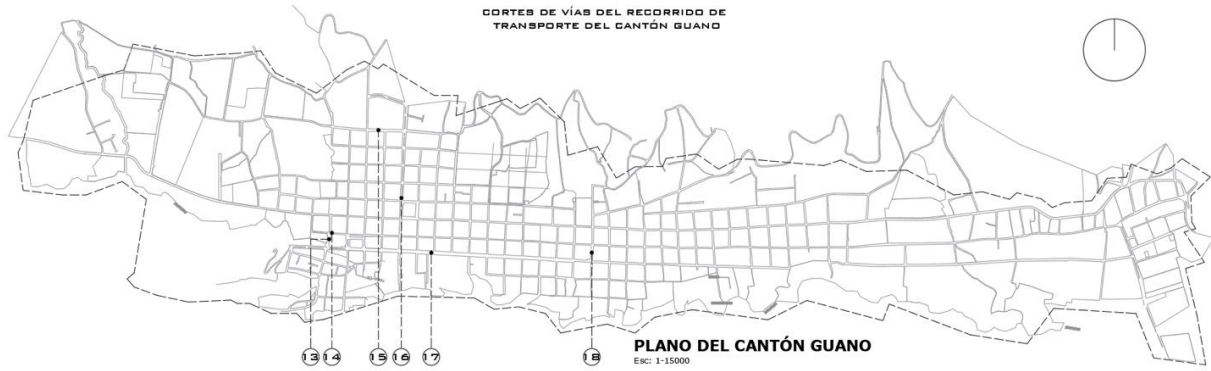 CORTES DE VÍAS DEL RECORRIDO DE
TRANSPORTE DEL CANTÓN GUANO
13 14 15 16 17 18
PLANO DEL CANTÓN GUANO
Esc: 1-15000